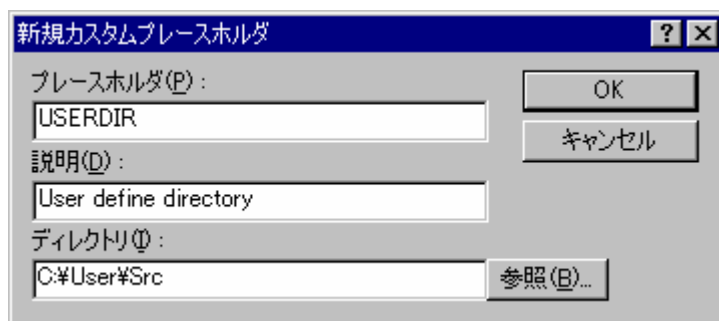 新規カスタムプレースホルダ
プレースホルダ(P):
USERDIR
OK
キャンセル
説明(D):
User define directory
ディレクトリ(I):
C:¥User¥Src
参照(B)...